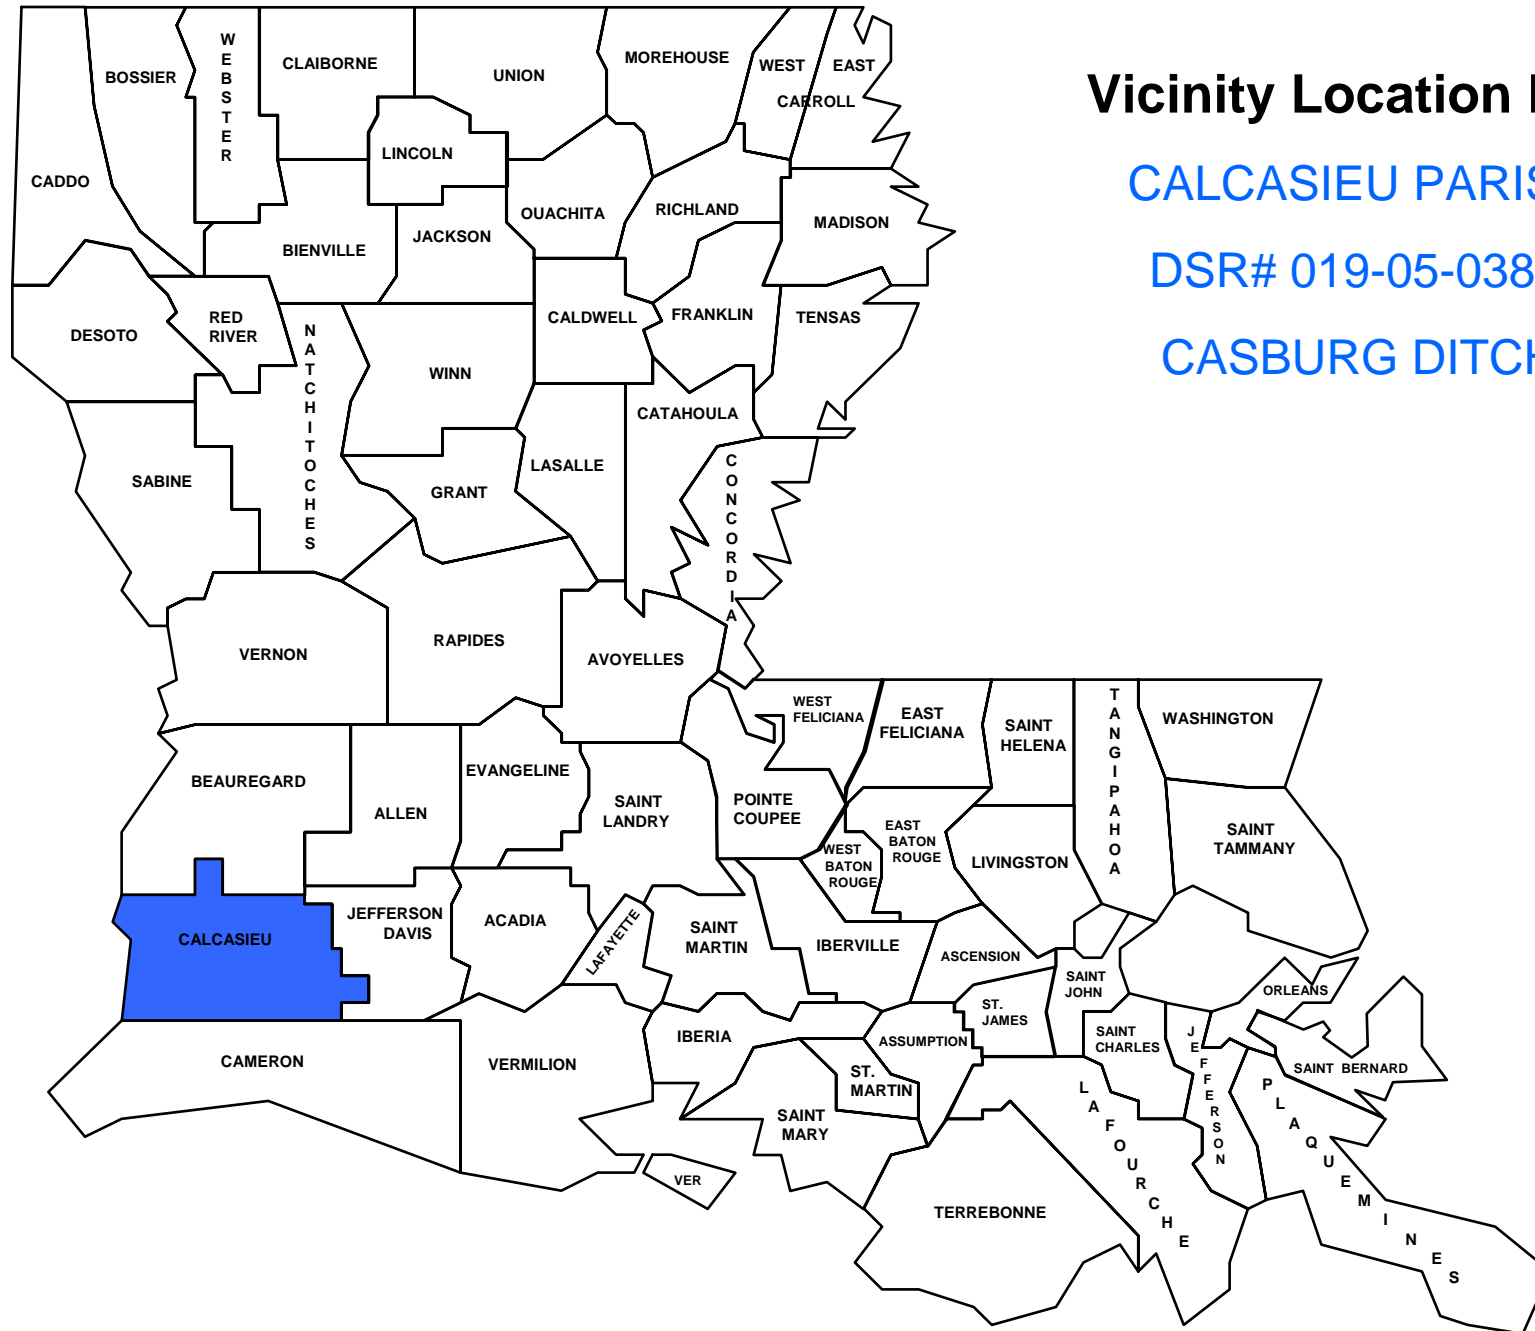 Vicinity Location
CALCASIEU
DSR# 019-05-038
CASBURG
WEBSTER
BOSSIER
CLAIBORNE
UNION
MOREHOUSE
WEST EAST
CARROLL
CADDO
LINCOLN
OUACHITA
RICHLAND
MADISON
BIENVILLE
JACKSON
DESOTO
RED
RIVER
NATCHITOCHES
WINN
CALDWELL
FRANKLIN
TENSAS
CATAHOULA
SABINE
GRANT
LASALLE
CONCORDIA
VERNON
RAPIDES
AVOYELLES
WEST
FELICIANA
EAST
FELICIANA
SAINT
HELENA
TANGIPAHOA
WASHINGTON
BEAUREGARD
ALLEN
EVANGELINE
SAINT
LANDRY
POINTE
COUPEE
WEST
BATON
ROUGE
EAST
BATON
ROUGE
LIVINGSTON
SAINT
TAMMANY
CALCASIEU
JEFFERSON
DAVIS
ACADIA
LAFAYETTE
SAINT
MARTIN
IBERVILLE
ASCENSION
SAINT
JOHN
ORLEANS
CAMERON
VERMILION
IBERIA
ST.
MARTIN
ASSUMPTION
ST.
JAMES
SAINT
CHARLES
JEFFERSON
SAINT BERNARD
SAINT
MARY
VER
TERREBONNE
LAFOURCHE
PLAQUEMINES